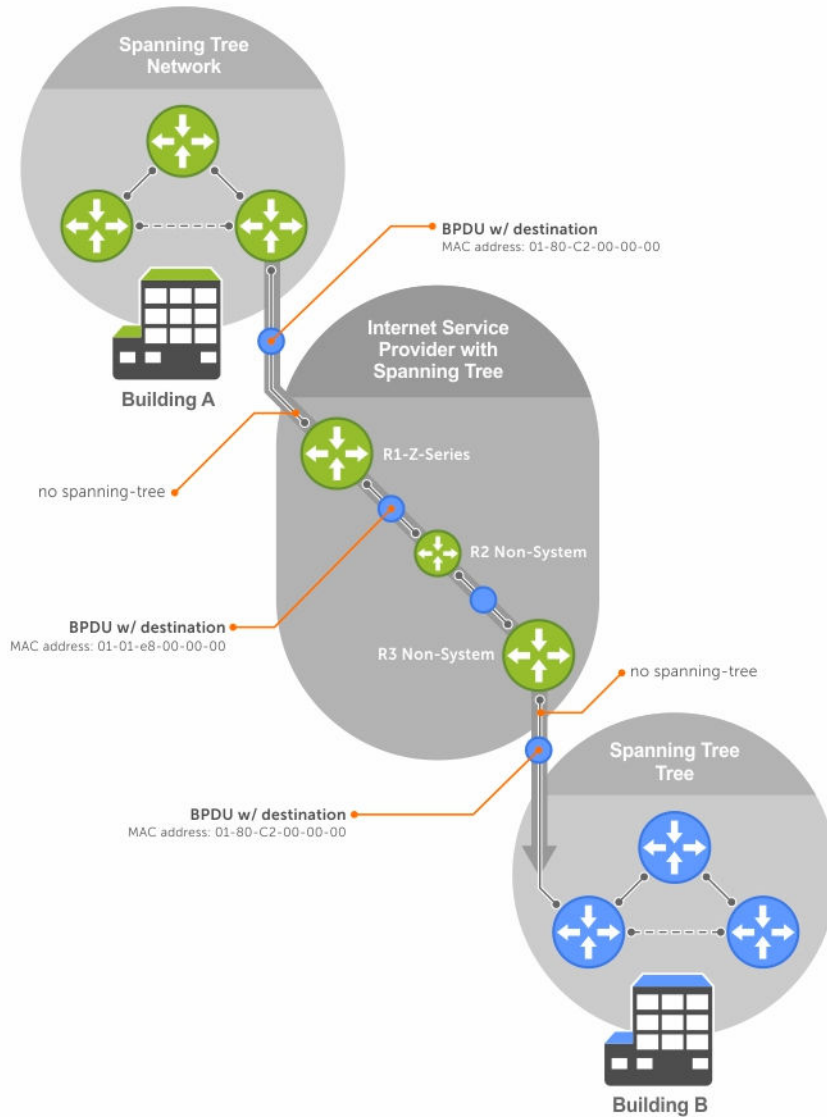 Spanning Tree
Network
BPDU w/ destination
MAC address: 01-80-C2-00-00-00
Building A
Internet Service
Provider with
Spanning Tree
R1-Z-Series
no spanning-tree
R2 Non-System
BPDU w/ destination
MAC address: 01-01-e8-00-00-00
R3 Non-System
no spanning-tree
Spanning Tree
Tree
BPDU w/ destination
MAC address: 01-80-C2-00-00-00
Building B